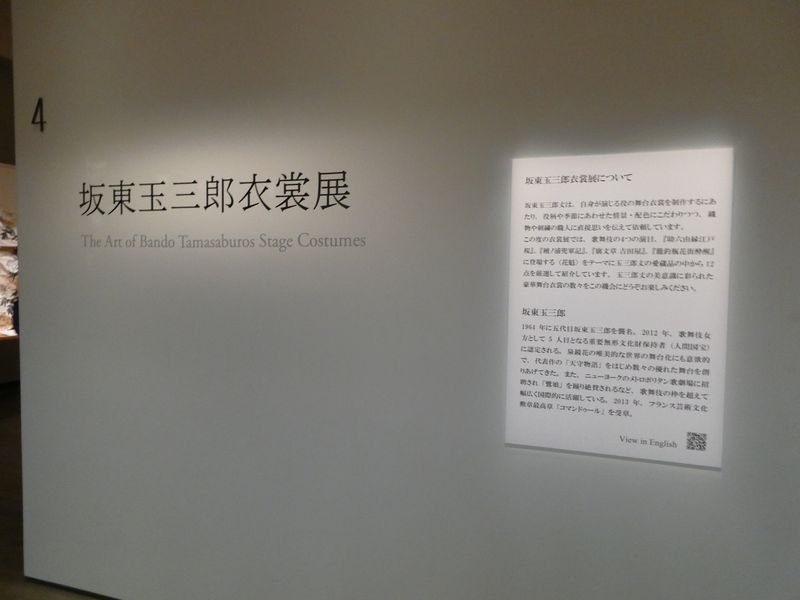 4
坂東玉三郎衣裳展
The Art of Bando Tamasaburos Stage Costumes
坂東玉三郎衣裳展について
坂東玉三郎丈は、自身が演じる役の舞台衣裳を制作するにあ
たり、役柄や季節にあわせた情景・配色にこだわりつつ、織
物や刺繍の職人に直接思いを伝えて依頼しています。
この度の衣裳展では、歌舞伎の4つの演目、『助六由縁江戸
桜』、『壇ノ浦兜軍記』、『廓文章 吉田屋』、『籠釣瓶花街酔醒』
に登場する〈花魁〉をテーマに玉三郎丈の愛蔵品の中から 12
点を厳選して紹介しています。玉三郎丈の美意識に彩られた
豪華舞台衣裳の数々をこの機会にどうぞお楽しみください。
坂東玉三郎
1964 年に五代目坂東玉三郎を襲名。2012 年、歌舞伎女
方として 5 人目となる重要無形文化財保持者（人間国宝）
に認定される。泉鏡花の唯美的な世界の舞台化にも意欲的
で、代表作の「天守物語」をはじめ数々の優れた舞台を創
りあげてきた。また、ニューヨークのメトロポリタン歌劇場に招
聘され「鷺娘」を踊り絶賛されるなど、歌舞伎の枠を超えて
幅広く国際的に活躍している。2013 年、フランス芸術文化
勲章最高章「コマンドゥール」を受章。
View in English